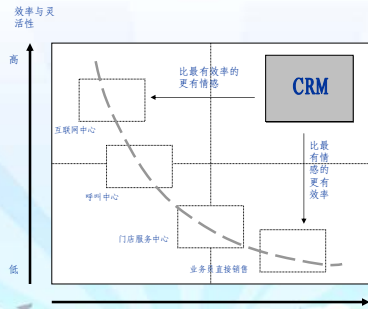 效率与灵
活性
高
比最有效率的
更有情感
CRM
互联网中心
比最
有情
感的
更有
效率
呼叫中心
门店服务中心
低
业务员直接销售